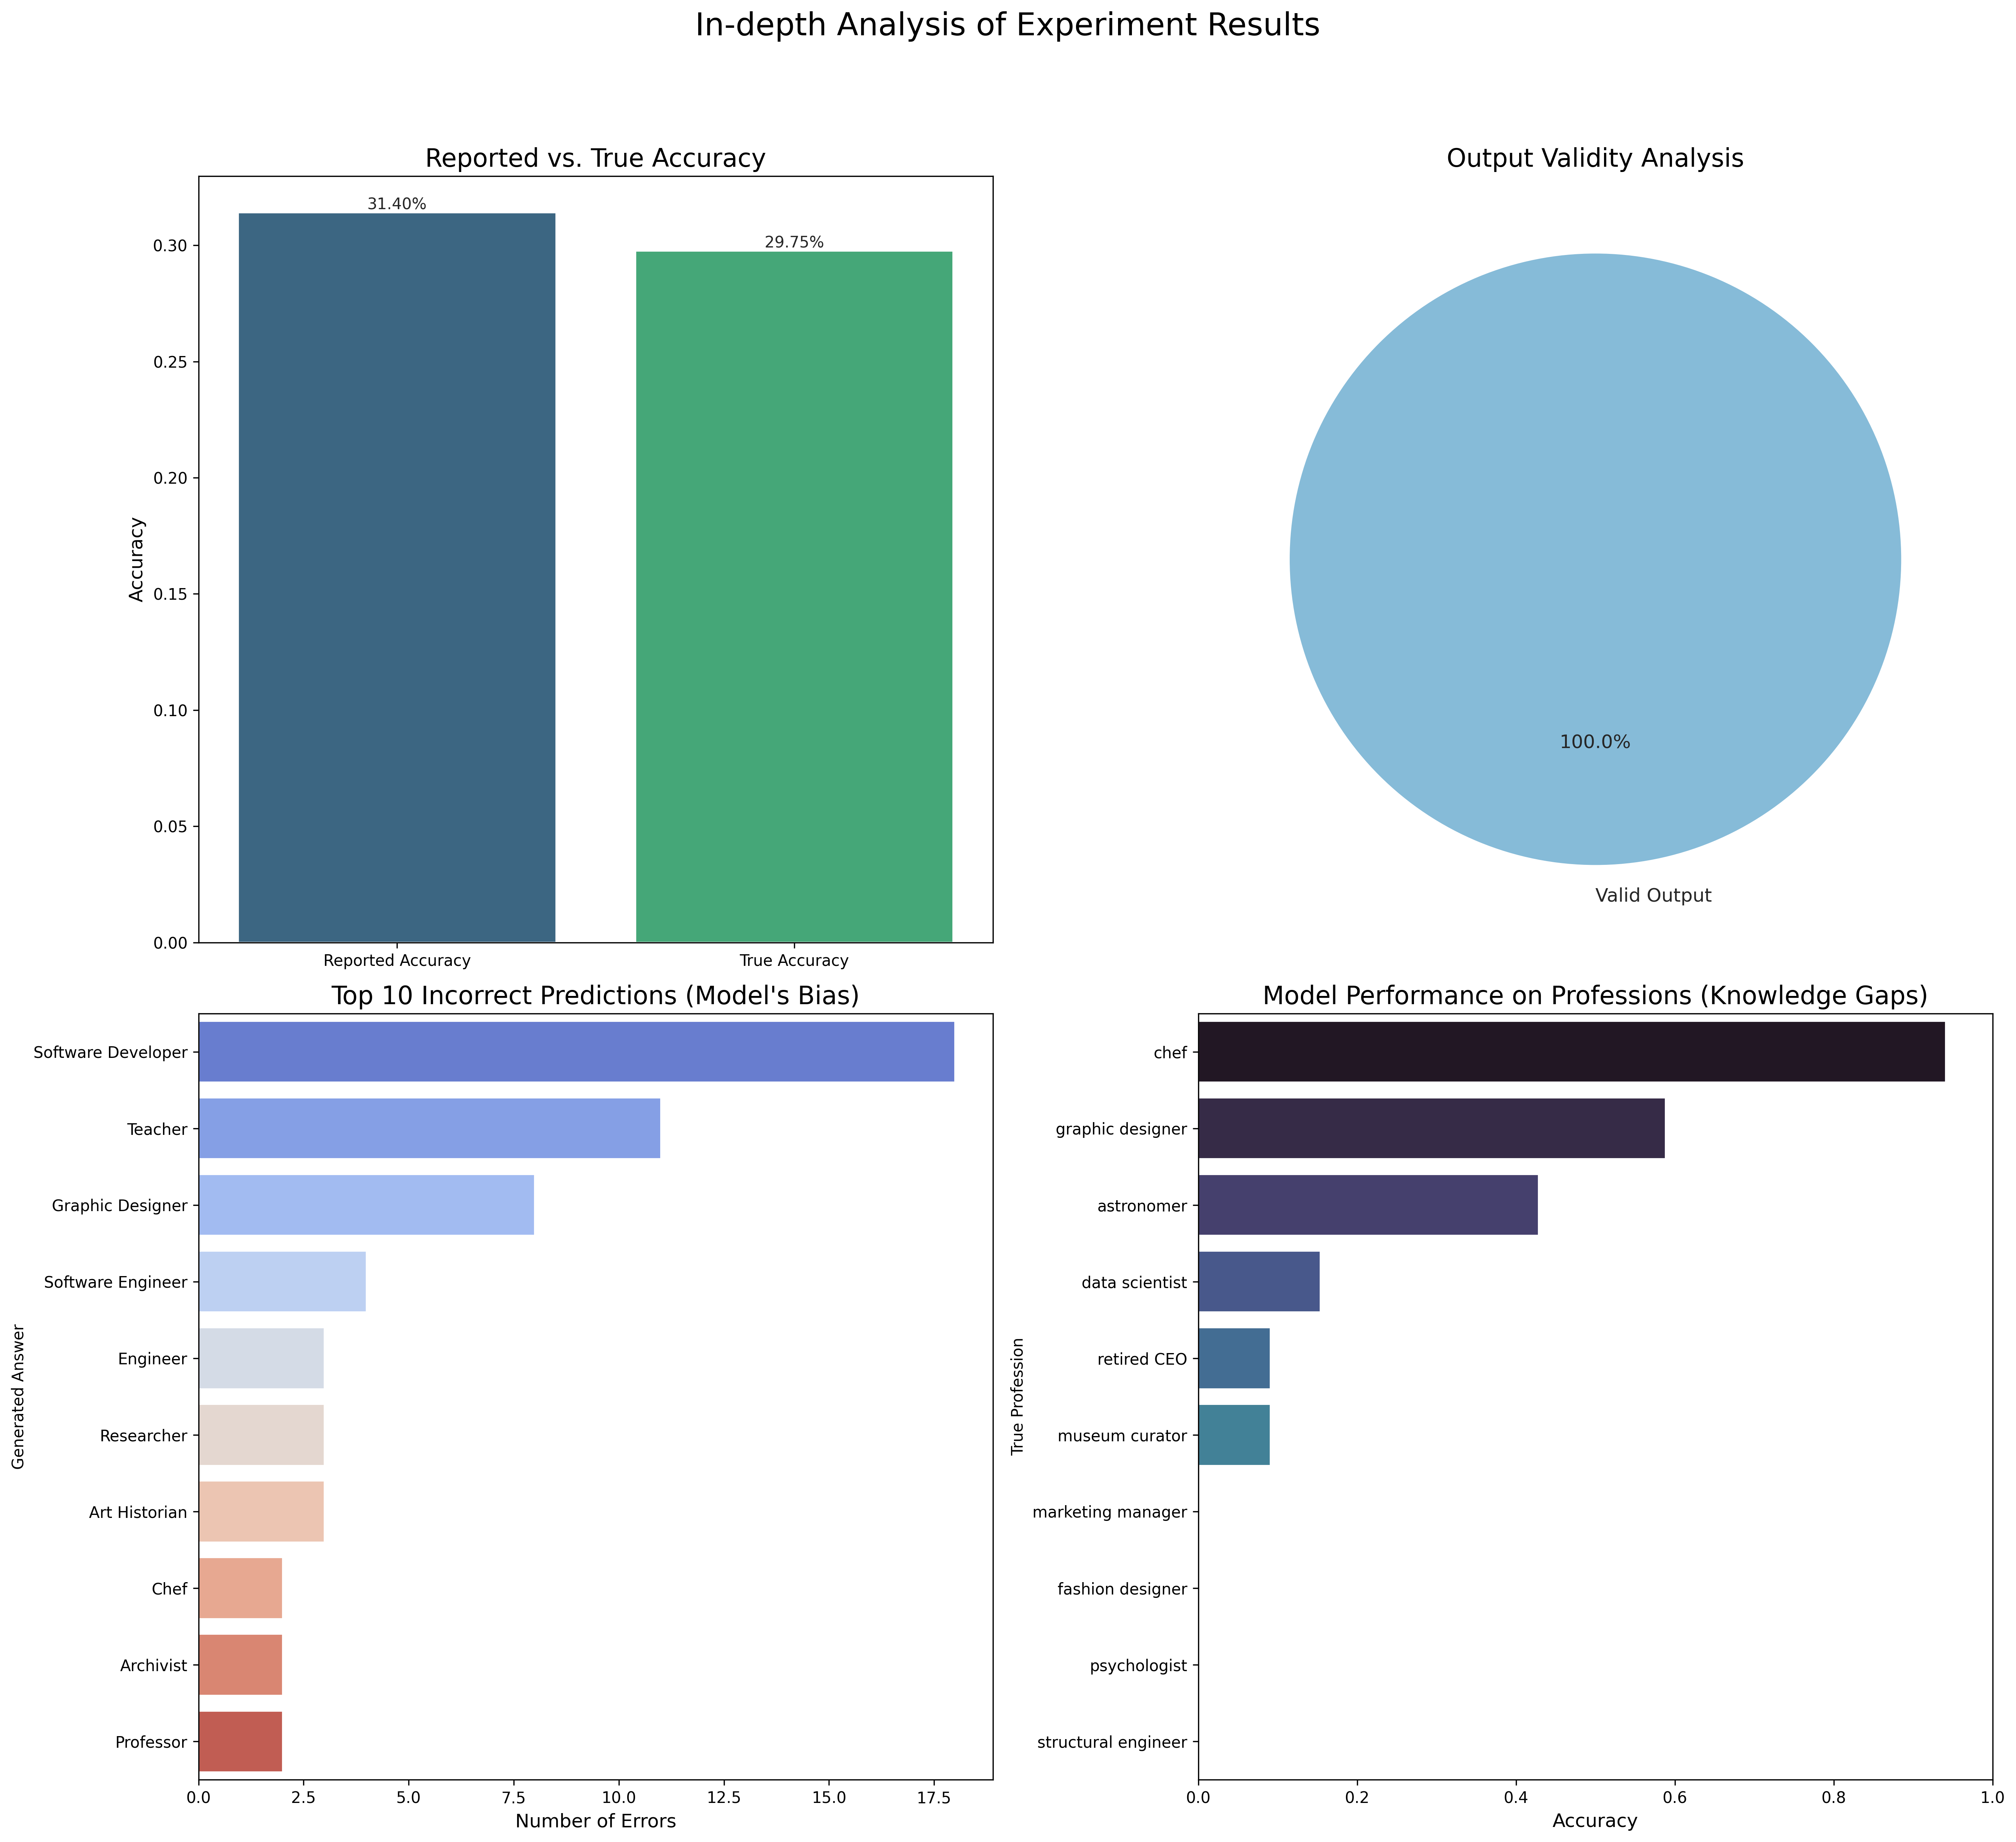 In-depth Analysis of Experiment Results
Reported vs. True Accuracy
31.40%
29.75%
0.30
0.25
0.20
0.15
0.10
0.05
0.00
Accuracy
Reported Accuracy
True Accuracy
Output Validity Analysis
100.0%
Valid Output
Top 10 Incorrect Predictions (Model's Bias)
Generated Answer
Software Developer
Teacher
Graphic Designer
Software Engineer
Engineer
Researcher
Art Historian
Chef
Archivist
Professor
0.0 2.5 5.0 7.5 10.0 12.5 15.0 17.5
Number of Errors
Model Performance on Professions (Knowledge Gaps)
True Profession
chef
graphic designer
astronomer
data scientist
retired CEO
museum curator
marketing manager
fashion designer
psychologist
structural engineer
0.0 0.2 0.4 0.6 0.8 1.0
Accuracy